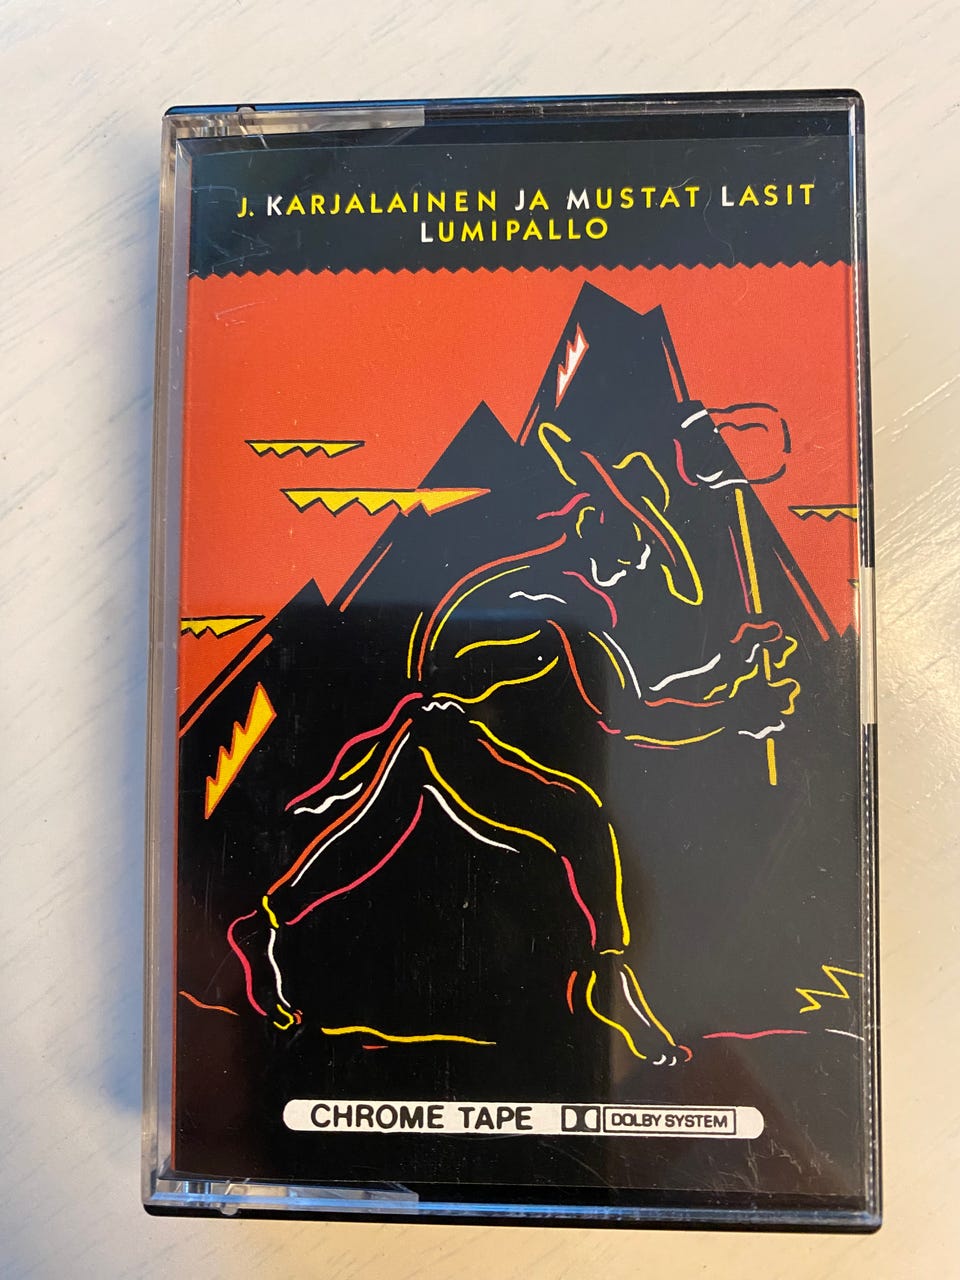 J. KARJALAINEN JA MUSTAT LASIT
LUMIPALLO
CHROME TAPE DOLBY SYSTEM